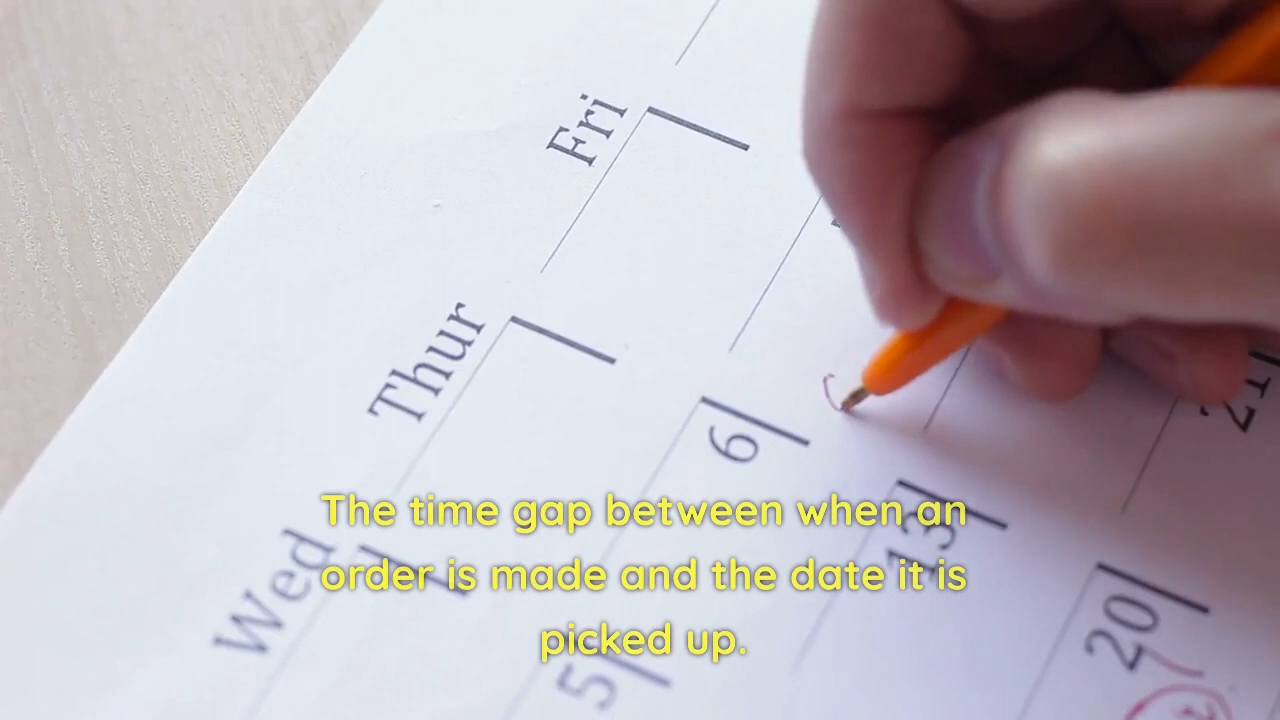 Fri
Thur
Wed
6
13
20
5
12
The time gap between when an
order is made and the date it is
picked up.